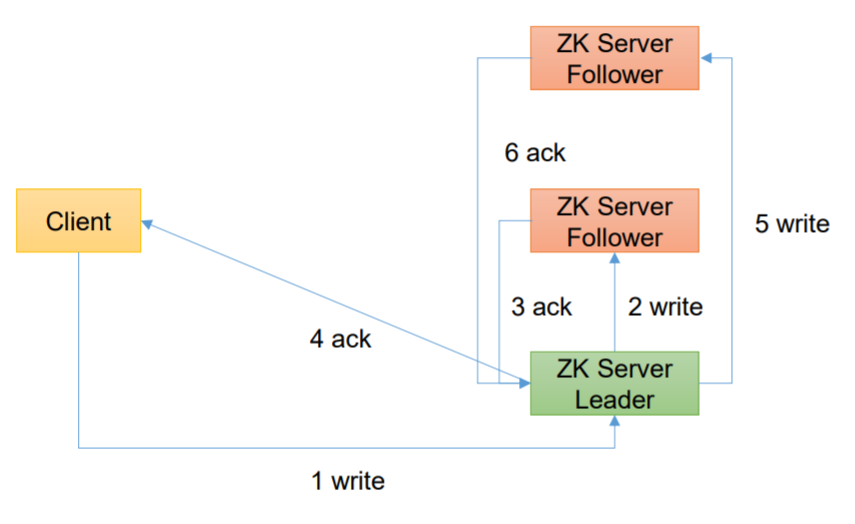 ZK Server
Follower
6 ack
Client
ZK Server
Follower
5 write
3 ack
2 write
4 ack
ZK Server
Leader
1 write